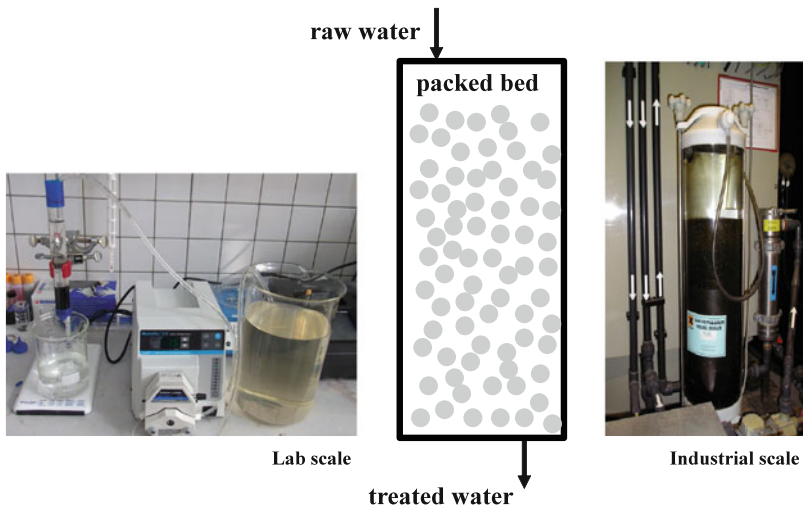 raw water
packed bed
Lab scale
Industrial scale
treated water